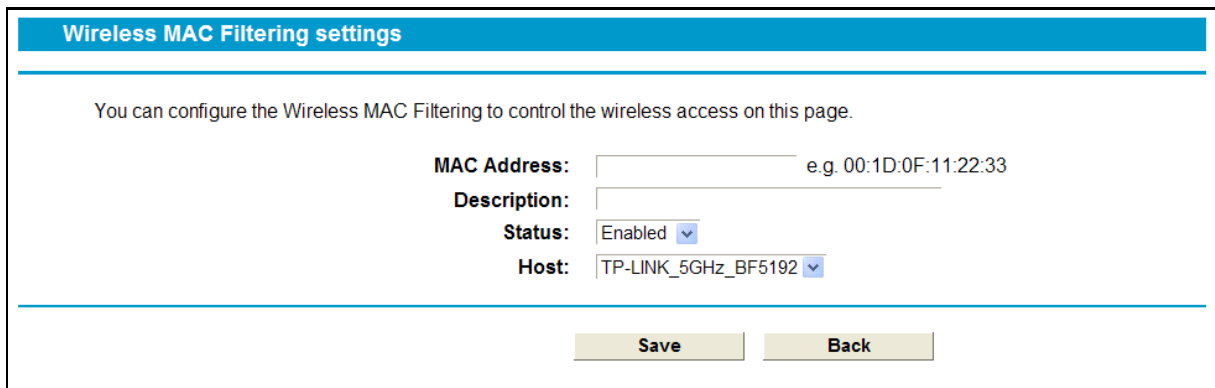 Wireless MAC Filtering settings
You can configure the Wireless MAC Filtering to control the wireless access on this page.
MAC Address: e.g. 00:1D:0F:11:22:33
Description:
Status: Enabled
Host: TP-LINK_5GHz_BF5192
Save Back